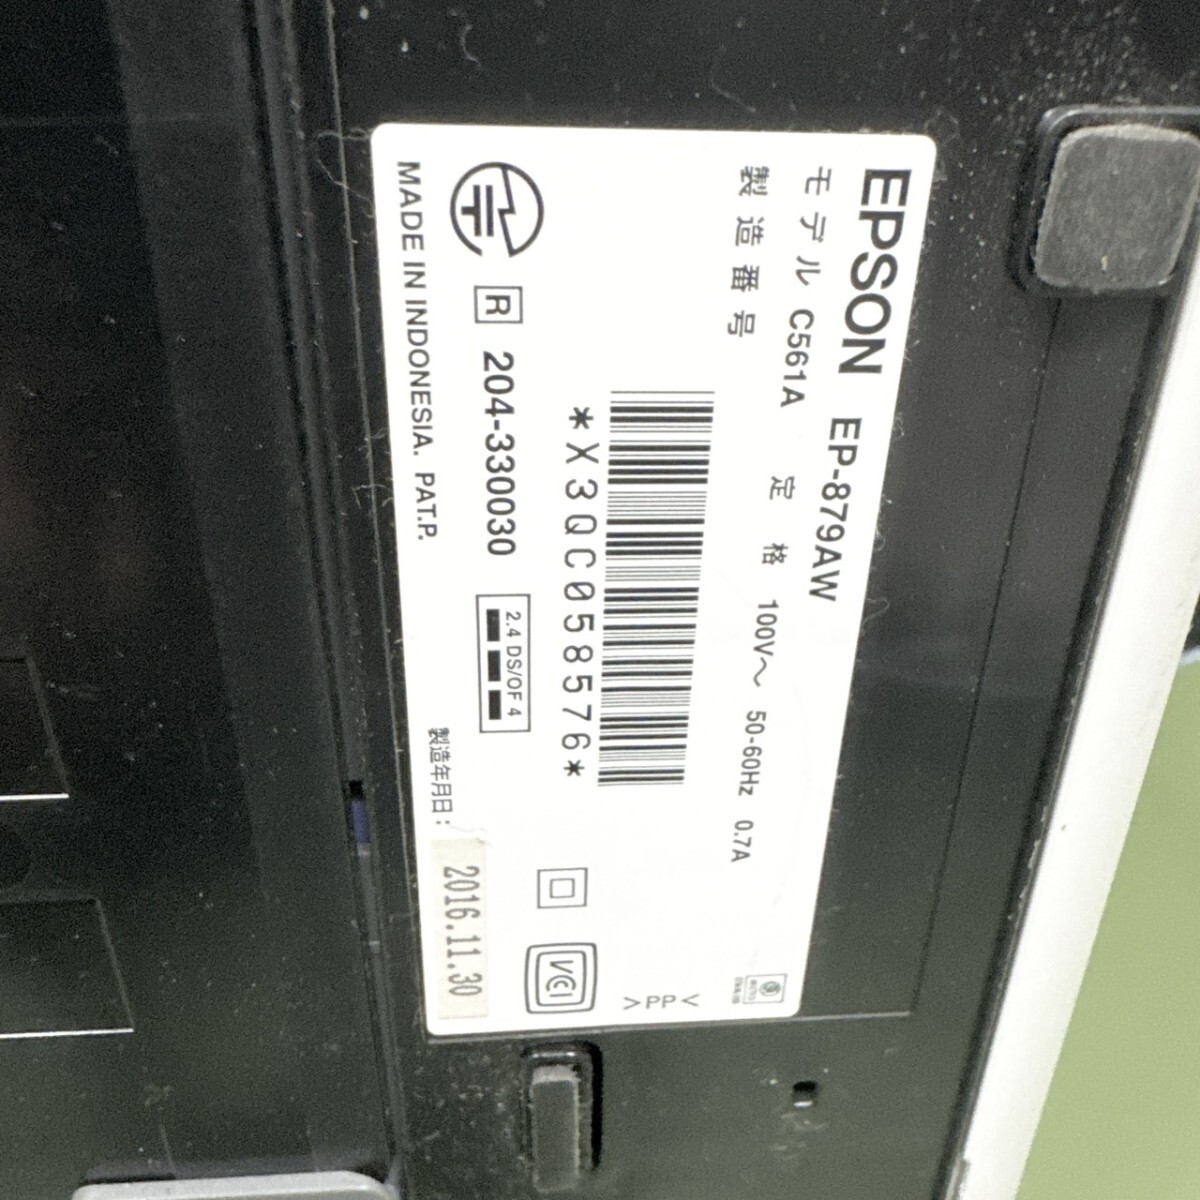 EPSON EP-879AW
モデル C561A 定格 100V～ 50-60Hz 0.7A
製造番号
*X3QC058576*
R 204-330030
2.4 DS/OF 4
VCI
>PP<
製造年月日: 2016.11.30
MADE IN INDONESIA. PAT.P.